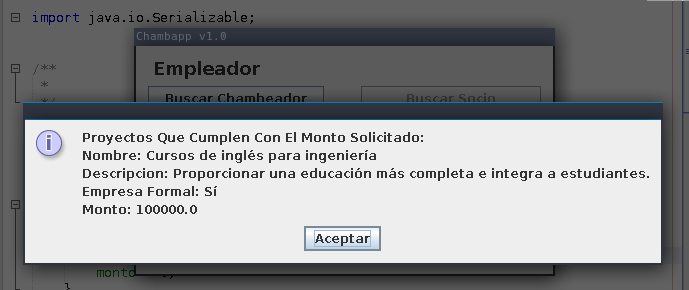 import java.io.Serializable;
Chambapp v1.0
/**
*
*/
Empleador
Buscar Chambeador
Buscar Socio
Proyectos Que Cumplen Con El Monto Solicitado:
Nombre: Cursos de inglés para ingeniería
Descripcion: Proporcionar una educación más completa e integra a estudiantes.
Empresa Formal: Sí
Monto: 100000.0
Aceptar
monto
}